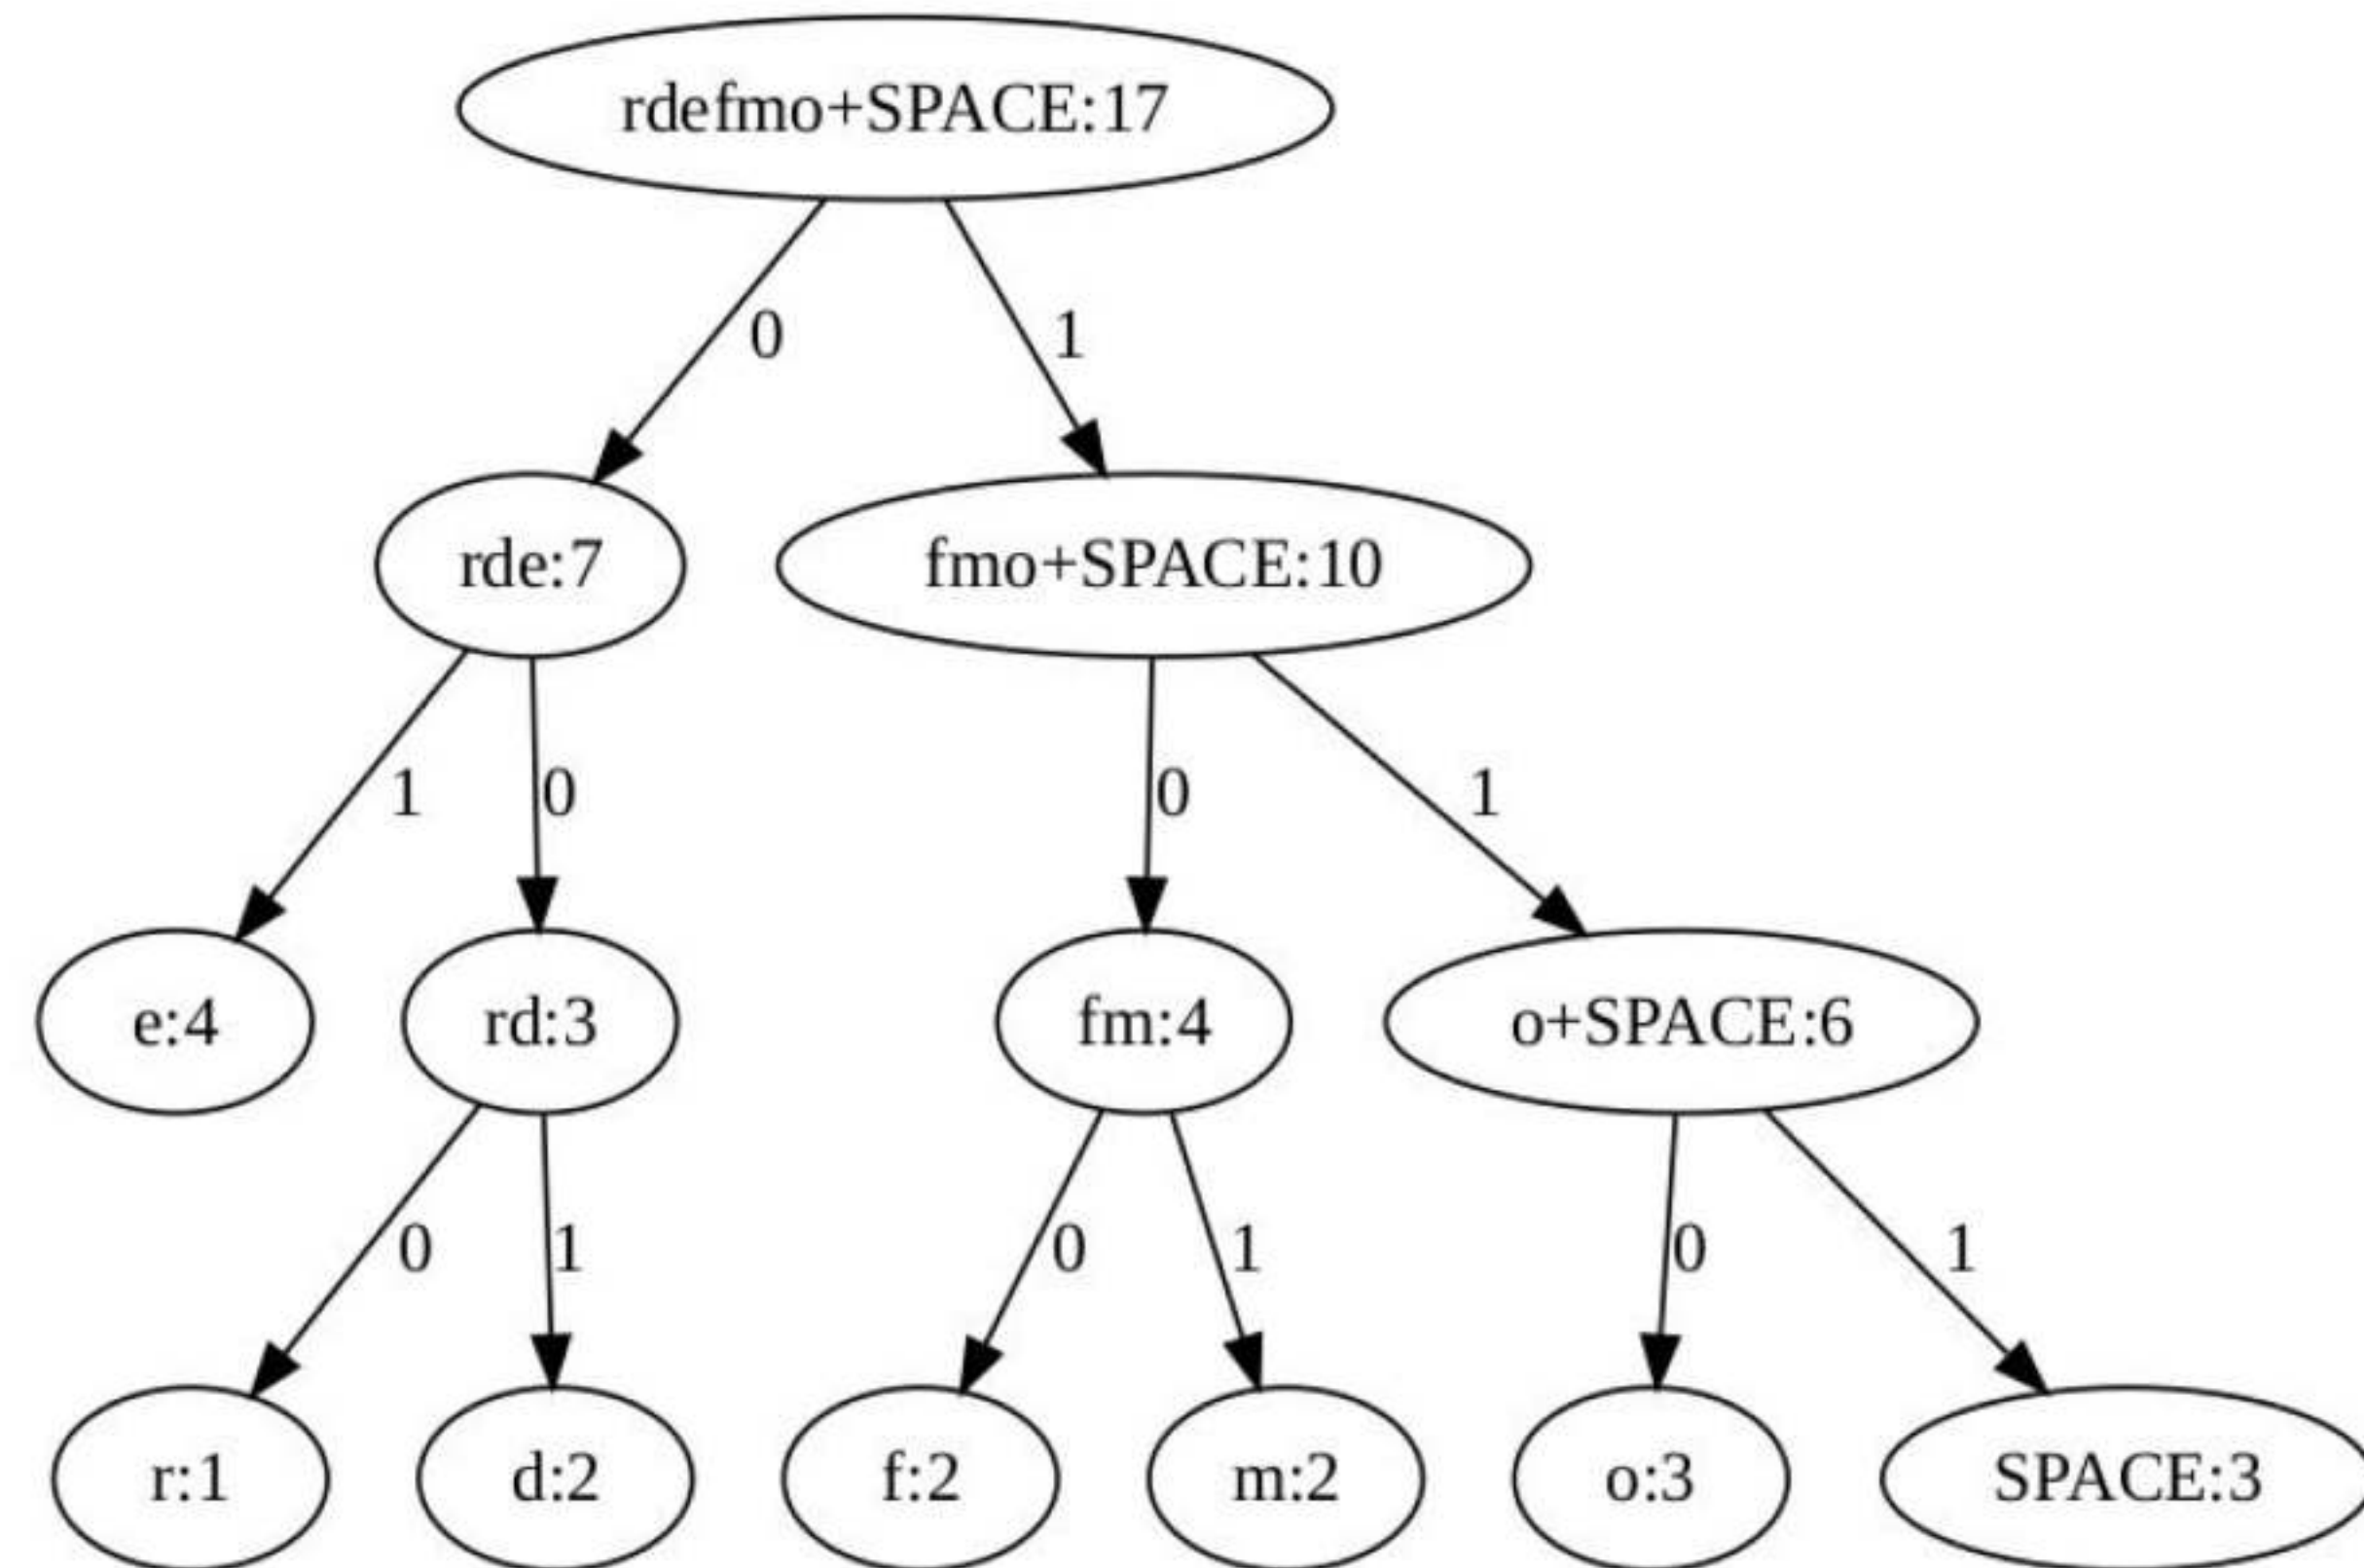 rdefmo+SPACE:17
0
1
rde:7
fmo+SPACE:10
1
0
0
1
e:4
rd:3
fm:4
o+SPACE:6
0
1
0
1
0
1
r:1
d:2
f:2
m:2
o:3
SPACE:3